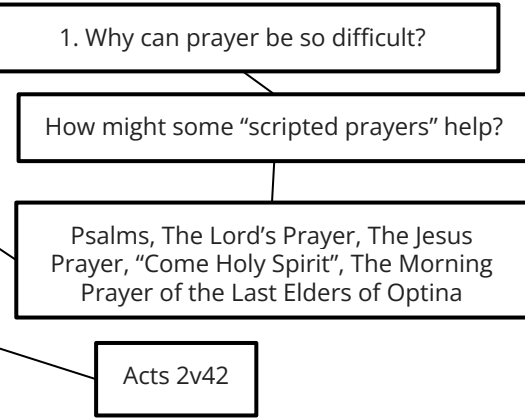 1. Why can prayer be so difficult?
How might some “scripted prayers” help?
Psalms, The Lord’s Prayer, The Jesus
Prayer, “Come Holy Spirit”, The Morning
Prayer of the Last Elders of Optina
Acts 2v42